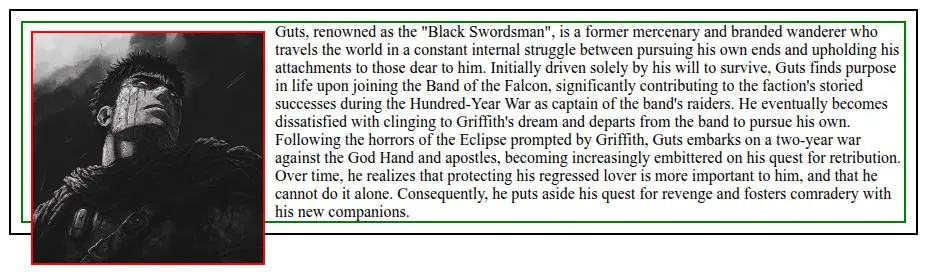 Guts, renowned as the "Black Swordsman", is a former mercenary and branded wanderer who
travels the world in a constant internal struggle between pursuing his own ends and upholding his
attachments to those dear to him. Initially driven solely by his will to survive, Guts finds purpose
in life upon joining the Band of the Falcon, significantly contributing to the faction's storied
successes during the Hundred-Year War as captain of the band's raiders. He eventually becomes
dissatisfied with clinging to Griffith's dream and departs from the band to pursue his own.
Following the horrors of the Eclipse prompted by Griffith, Guts embarks on a two-year war
against the God Hand and apostles, becoming increasingly embittered on his quest for retribution.
Over time, he realizes that protecting his regressed lover is more important to him, and that he
cannot do it alone. Consequently, he puts aside his quest for revenge and fosters comradery with
his new companions.